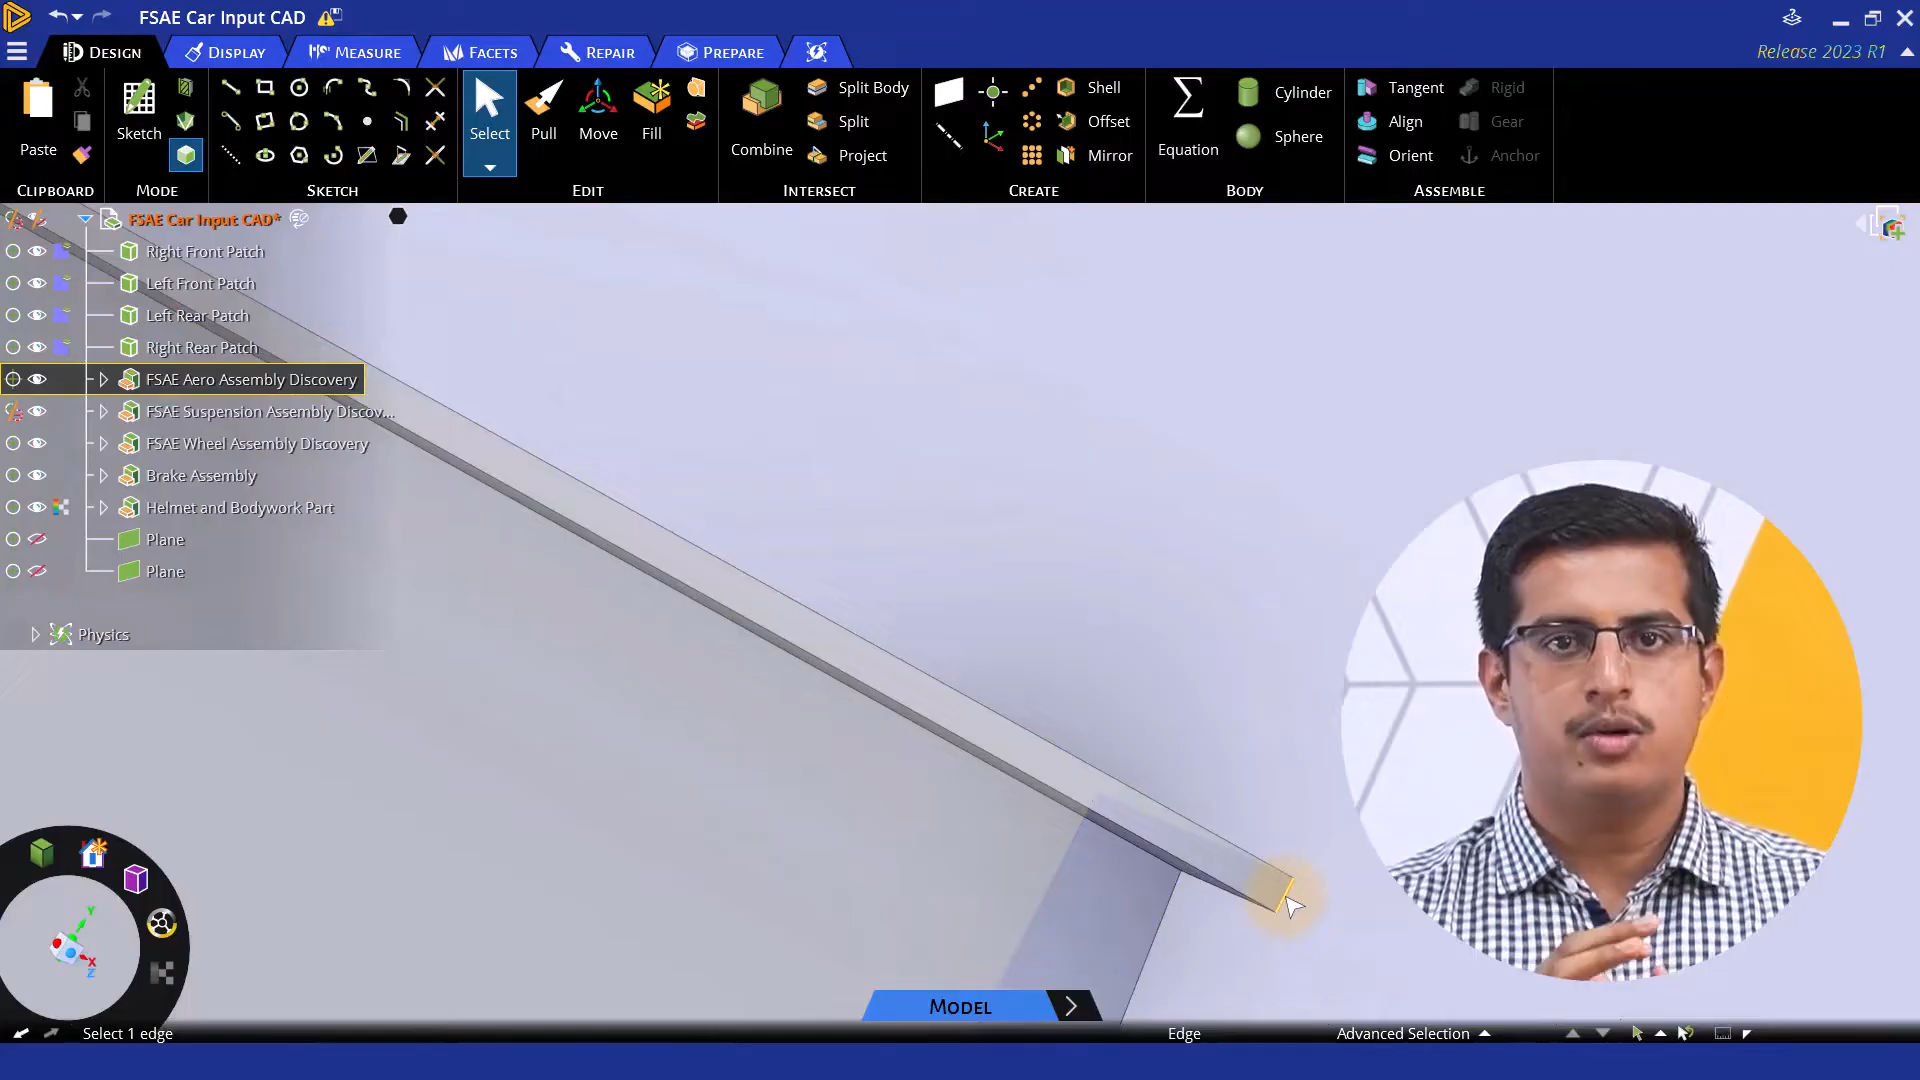 FSAE Car Input CAD
Design
Display
Measure
Facets
Repair
Prepare
Release 2023 R1
Paste
Sketch
Select
Pull
Move
Fill
Combine
Split Body
Split
Project
Shell
Offset
Mirror
Equation
Cylinder
Sphere
Tangent
Align
Orient
Rigid
Gear
Anchor
Clipboard
Mode
Sketch
Edit
Intersect
Create
Body
Assemble
FSAE Car Input CAD*
Right Front Patch
Left Front Patch
Left Rear Patch
Right Rear Patch
FSAE Aero Assembly Discovery
FSAE Suspension Assembly Discov...
FSAE Wheel Assembly Discovery
Brake Assembly
Helmet and Bodywork Part
Plane
Plane
Physics
Y
X
Z
Model
Select 1 edge
Edge
Advanced Selection